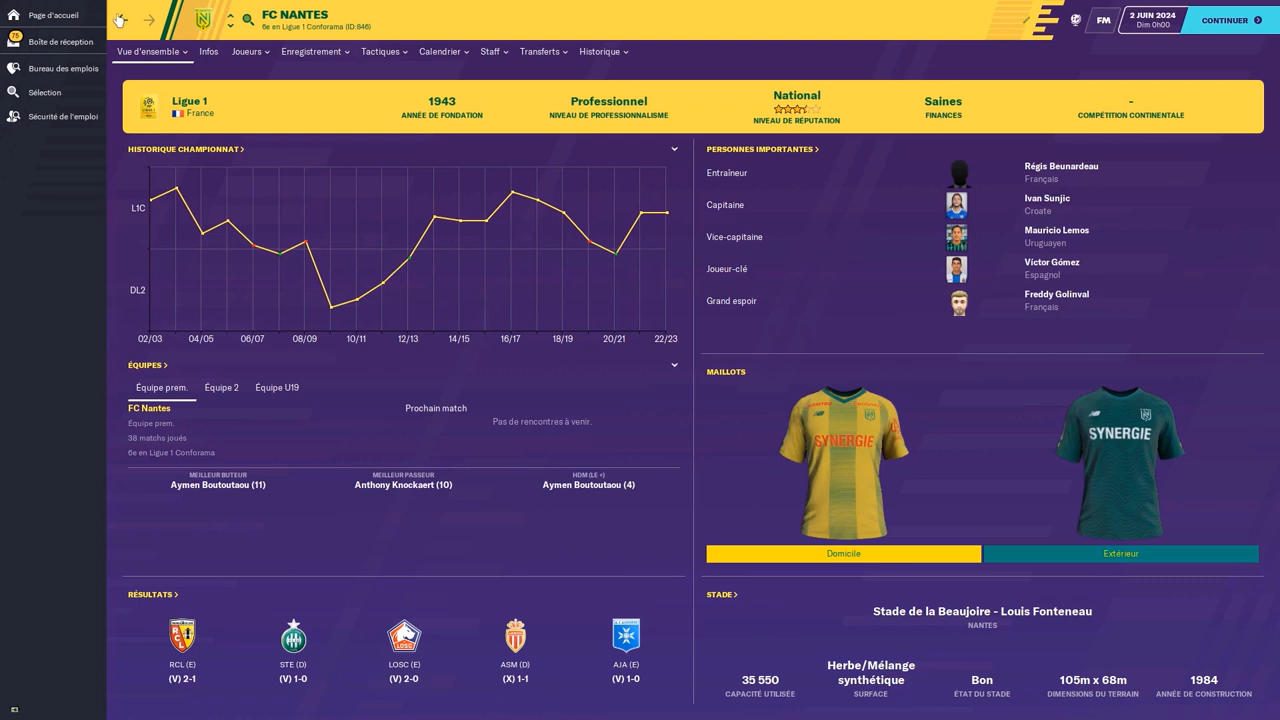 Page d'accueil
75
Boîte de réception
Bureau des emplois
Sélection
Sécurité de l'emploi
FC NANTES
6e en Ligue 1 Conforama (ID:846)
FM
2 JUIN 2024
Dim 0h00
CONTINUER
Vue d'ensemble
Infos
Joueurs
Enregistrement
Tactiques
Calendrier
Staff
Transferts
Historique
Ligue 1
France
1943
ANNÉE DE FONDATION
Professionnel
NIVEAU DE PROFESSIONNALISME
National
NIVEAU DE RÉPUTATION
Saines
FINANCES
-
COMPÉTITION CONTINENTALE
HISTORIQUE CHAMPIONNAT >
L1C
DL2
02/03 04/05 06/07 08/09 10/11 12/13 14/15 16/17 18/19 20/21 22/23
ÉQUIPES >
Équipe prem.
Équipe 2
Équipe U19
FC Nantes
Équipe prem.
38 matchs joués
6e en Ligue 1 Conforama
Prochain match
Pas de rencontres à venir.
MEILLEUR BUTEUR
Aymen Boutoutaou (11)
MEILLEUR PASSEUR
Anthony Knockaert (10)
HDM (LE +)
Aymen Boutoutaou (4)
RÉSULTATS >
RCL (E)
(V) 2-1
STE (D)
(V) 1-0
LOSC
LOSC (E)
(V) 2-0
ASM (D)
(X) 1-1
AJA (E)
(V) 1-0
PERSONNES IMPORTANTES >
Entraîneur
Régis Beunardeau
Français
Capitaine
Ivan Sunjic
Croate
Vice-capitaine
Mauricio Lemos
Uruguayen
Joueur-clé
Víctor Gómez
Espagnol
Grand espoir
Freddy Golinval
Français
MAILLOTS
SYNERGIE
SYNERGIE
Domicile
Extérieur
STADE >
Stade de la Beaujoire - Louis Fonteneau
NANTES
35 550
CAPACITÉ UTILISÉE
Herbe/Mélange
synthétique
SURFACE
Bon
ÉTAT DU STADE
105m x 68m
DIMENSIONS DU TERRAIN
1984
ANNÉE DE CONSTRUCTION